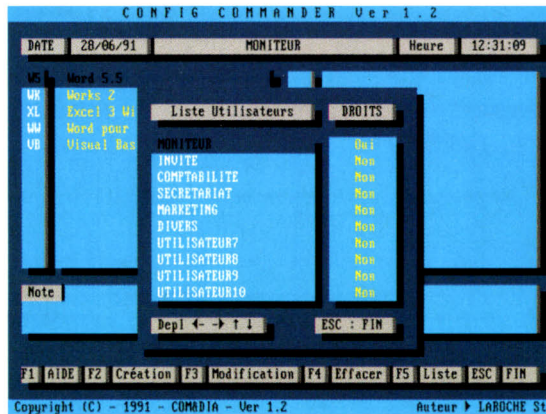 CONFIG COMMANDER Ver 1.2
DATE 28/06/91 MONITEUR Heure 12:31:09
W5 Word 5.5
WK Works 2
XL Excel 3 Wi
WW Word pour
VB Visual Bas
Liste Utilisateurs DROITS
MONITEUR Oui
INVITE Non
COMPTABILITE Non
SECRETARIAT Non
MARKETING Non
DIVERS Non
UTILISATEUR7 Non
UTILISATEUR8 Non
UTILISATEUR9 Non
UTILISATEUR10 Non
Note
Depl ←- -→ ↑ ↓ ESC : FIN
F1 AIDE F2 Création F3 Modification F4 Effacer F5 Liste ESC FIN
Copyright (C) - 1991 - COMADIA - Ver 1.2 Auteur ▶ LAROCHE St